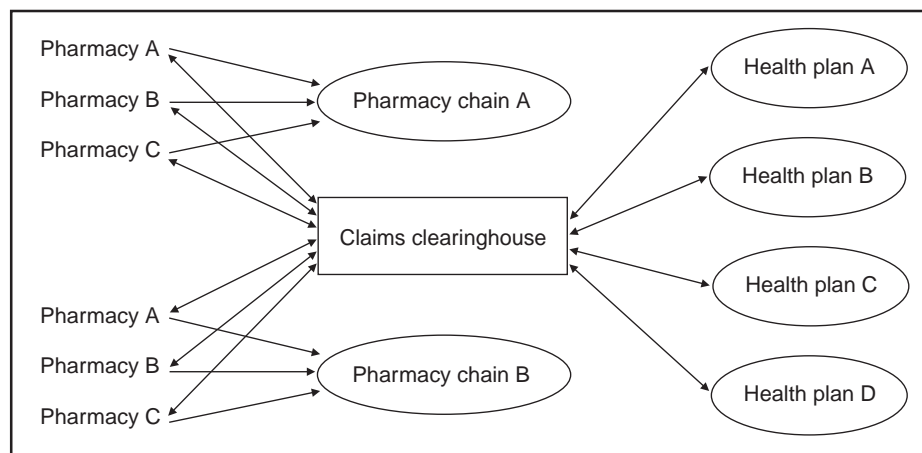 Pharmacy A
Pharmacy B
Pharmacy C
Pharmacy chain A
Claims clearinghouse
Pharmacy A
Pharmacy B
Pharmacy C
Pharmacy chain B
Health plan A
Health plan B
Health plan C
Health plan D